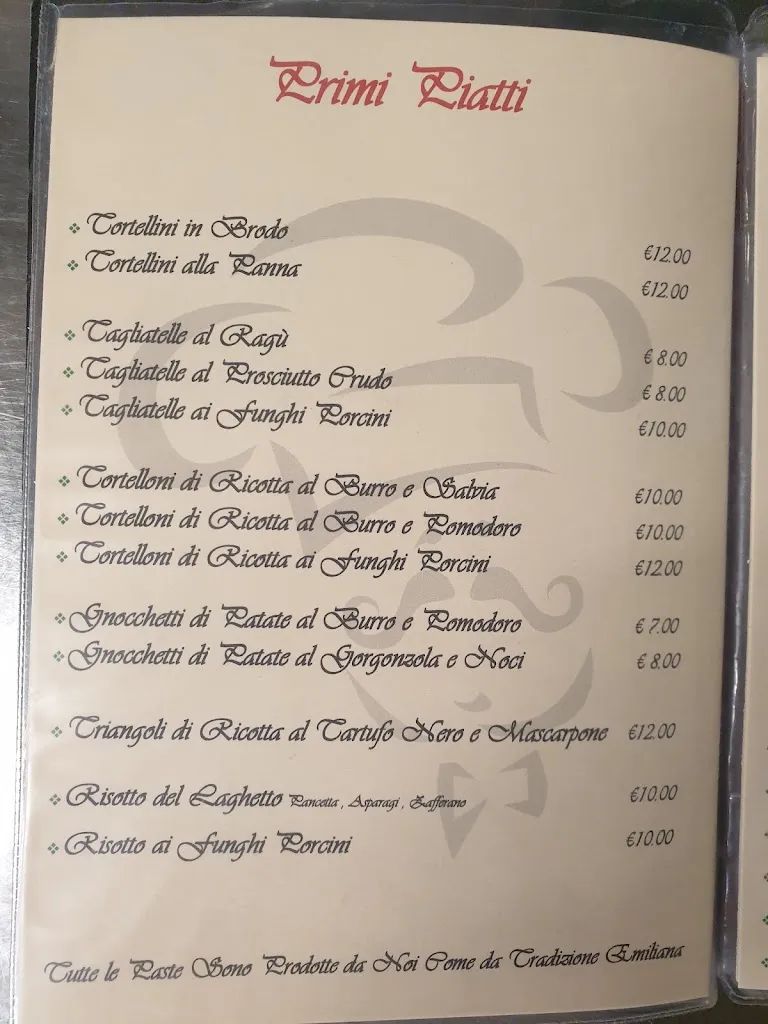 Primi Piatti
Tortellini in Brodo €12.00
Tortellini alla Panna €12.00
Tagliatelle al Ragù € 8.00
Tagliatelle al Prosciutto Crudo € 8.00
Tagliatelle ai Funghi Porcini €10.00
Tortelloni di Ricotta al Burro e Salvia €10.00
Tortelloni di Ricotta al Burro e Pomodoro €10.00
Tortelloni di Ricotta ai Funghi Porcini €12.00
Gnocchetti di Patate al Burro e Pomodoro € 7.00
Gnocchetti di Patate al Gorgonzola e Noci € 8.00
Triangoli di Ricotta al Tartufo Nero e Mascarpone €12.00
Risotto del Laghetto Pancetta , Asparagi , Zafferano €10.00
Risotto ai Funghi Porcini €10.00
Tutte le Paste Sono Prodotte da Noi Come da Tradizione Emiliana